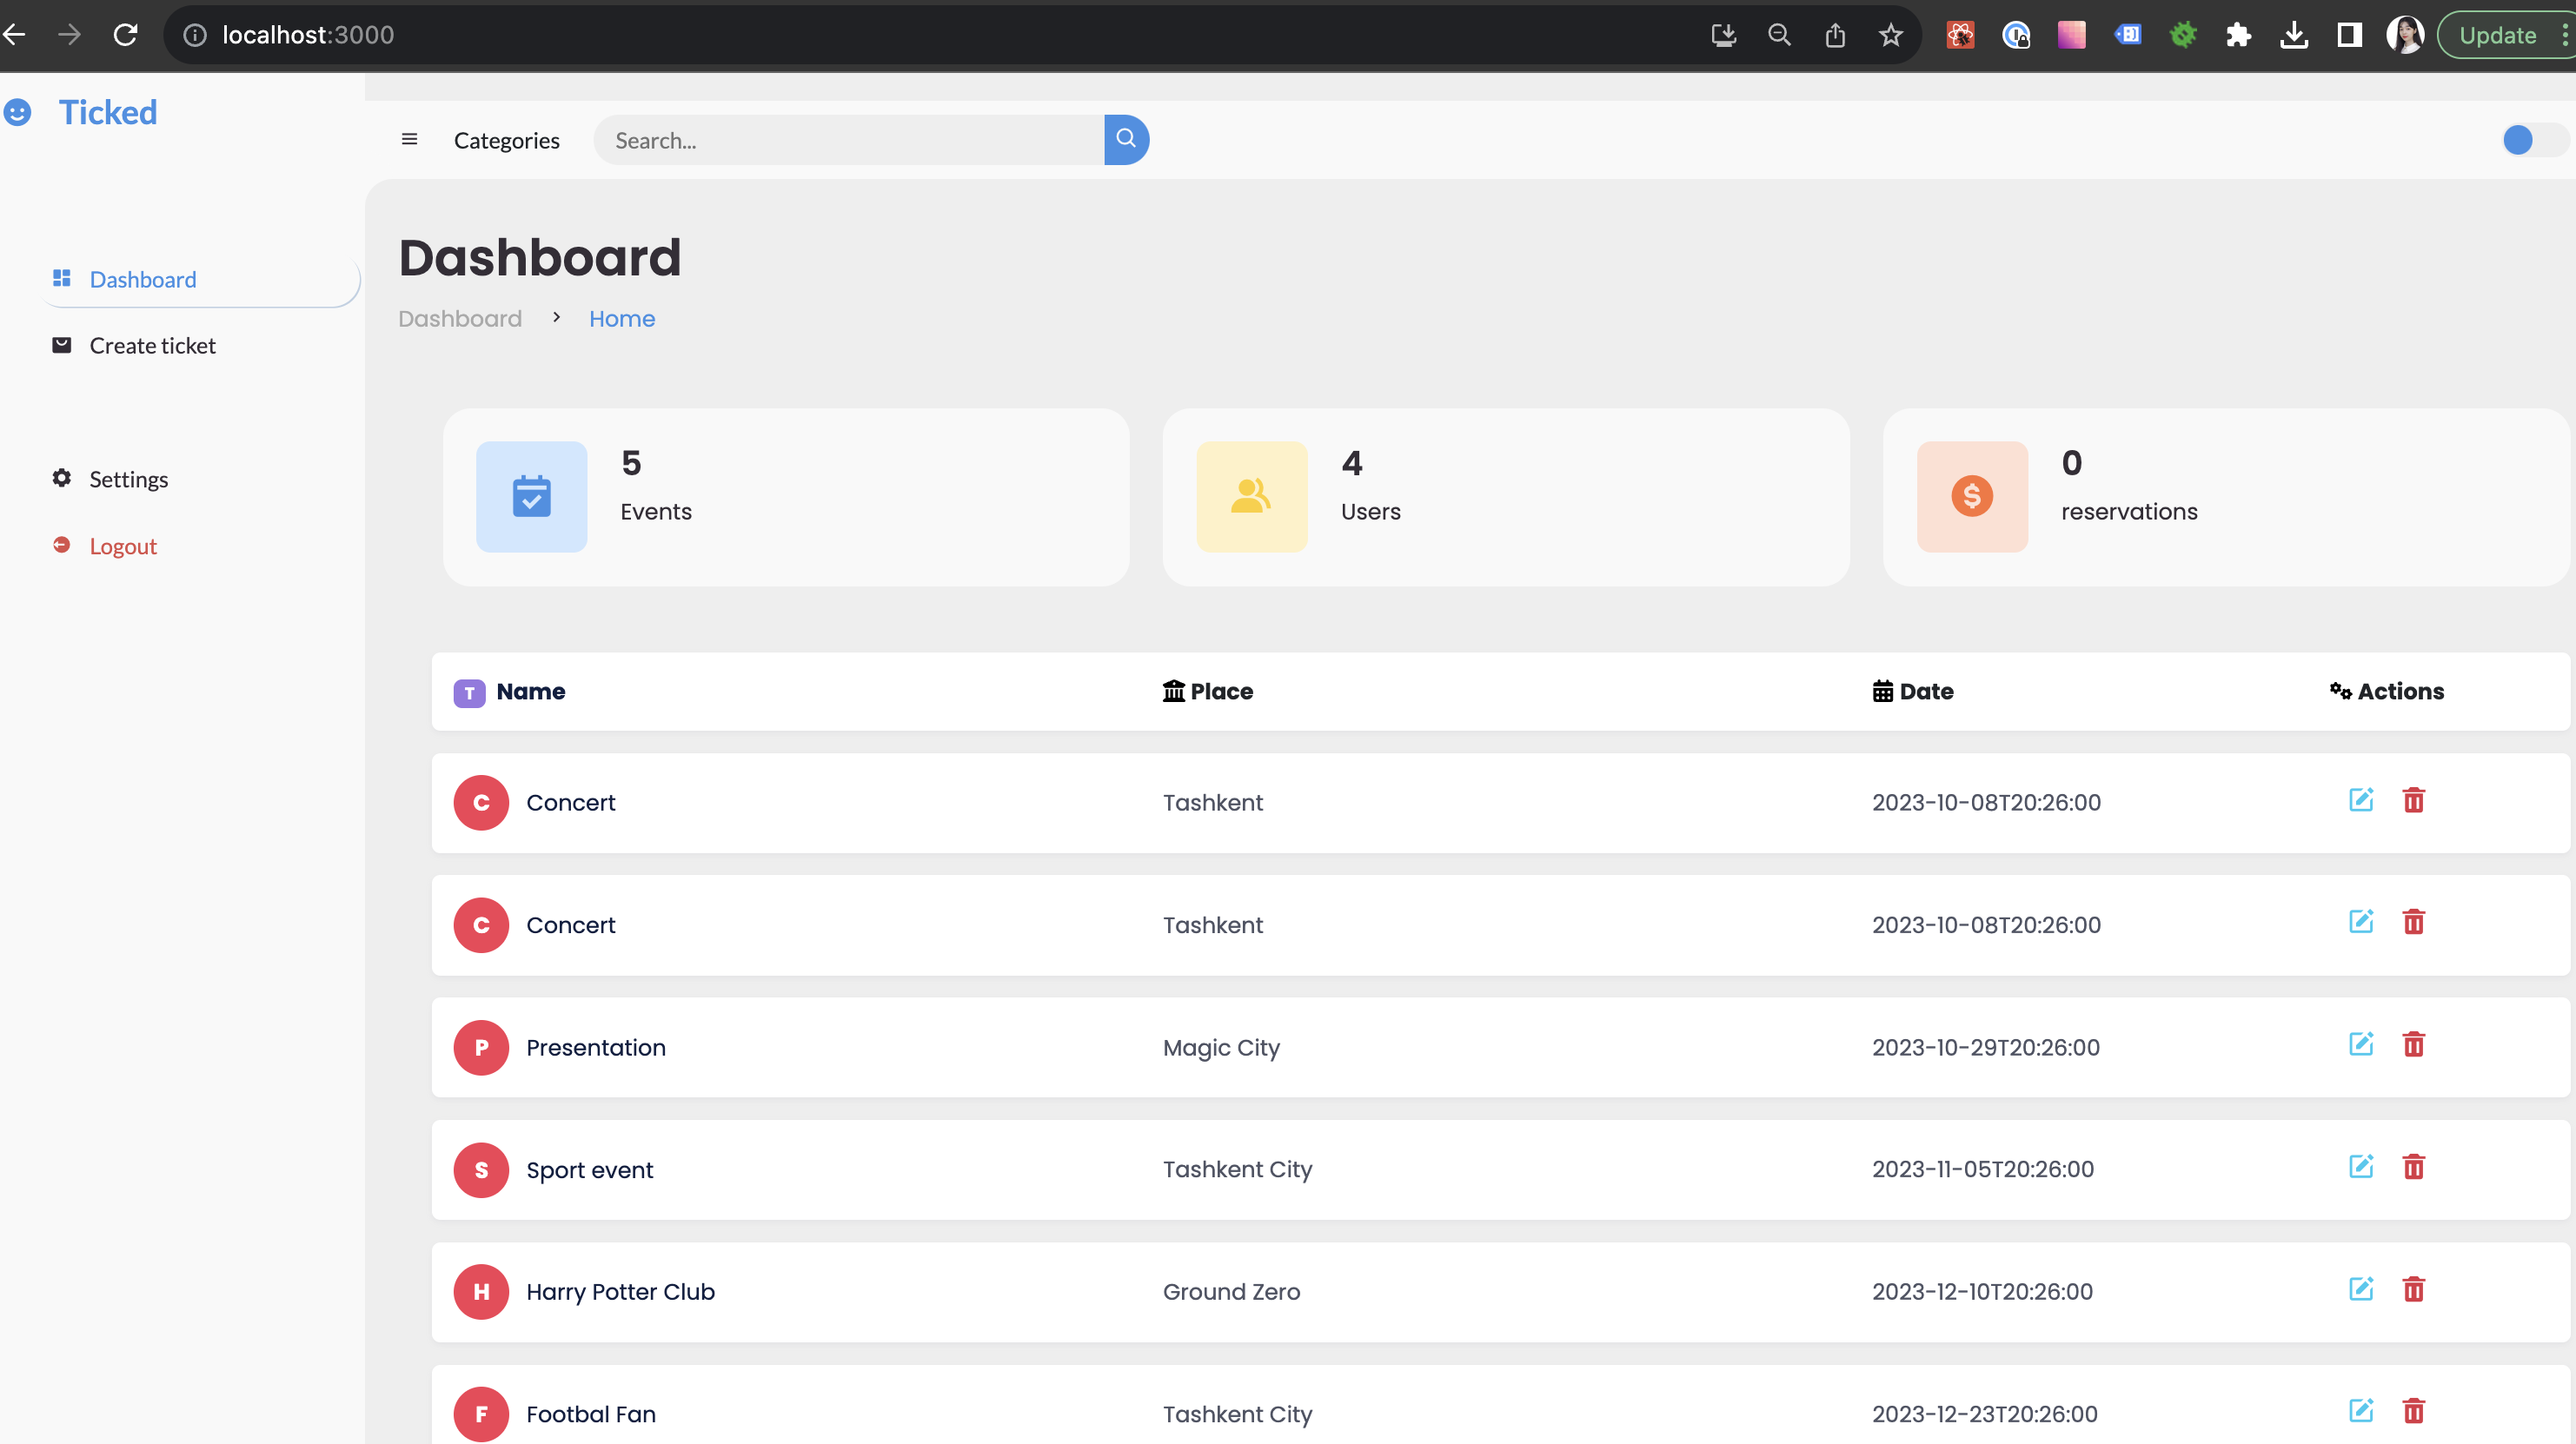 localhost:3000
Update
Ticked
Categories
Search...
Dashboard
Create ticket
Settings
Logout
Dashboard
Dashboard > Home
5
Events
4
Users
0
reservations
T Name Place Date Actions
C Concert Tashkent 2023-10-08T20:26:00
C Concert Tashkent 2023-10-08T20:26:00
P Presentation Magic City 2023-10-29T20:26:00
S Sport event Tashkent City 2023-11-05T20:26:00
H Harry Potter Club Ground Zero 2023-12-10T20:26:00
F Footbal Fan Tashkent City 2023-12-23T20:26:00